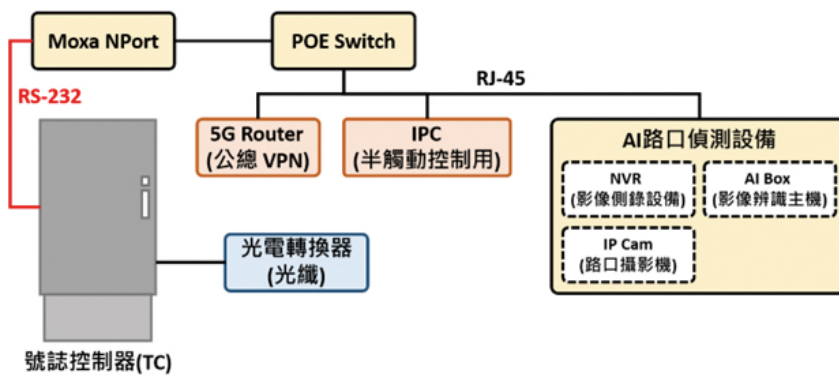 Moxa NPort
POE Switch
RJ-45
RS-232
5G Router
(公總 VPN)
IPC
(半觸動控制用)
AI路口偵測設備
NVR
(影像側錄設備)
AI Box
(影像辨識主機)
IP Cam
(路口攝影機)
光電轉換器
(光纖)
號誌控制器(TC)